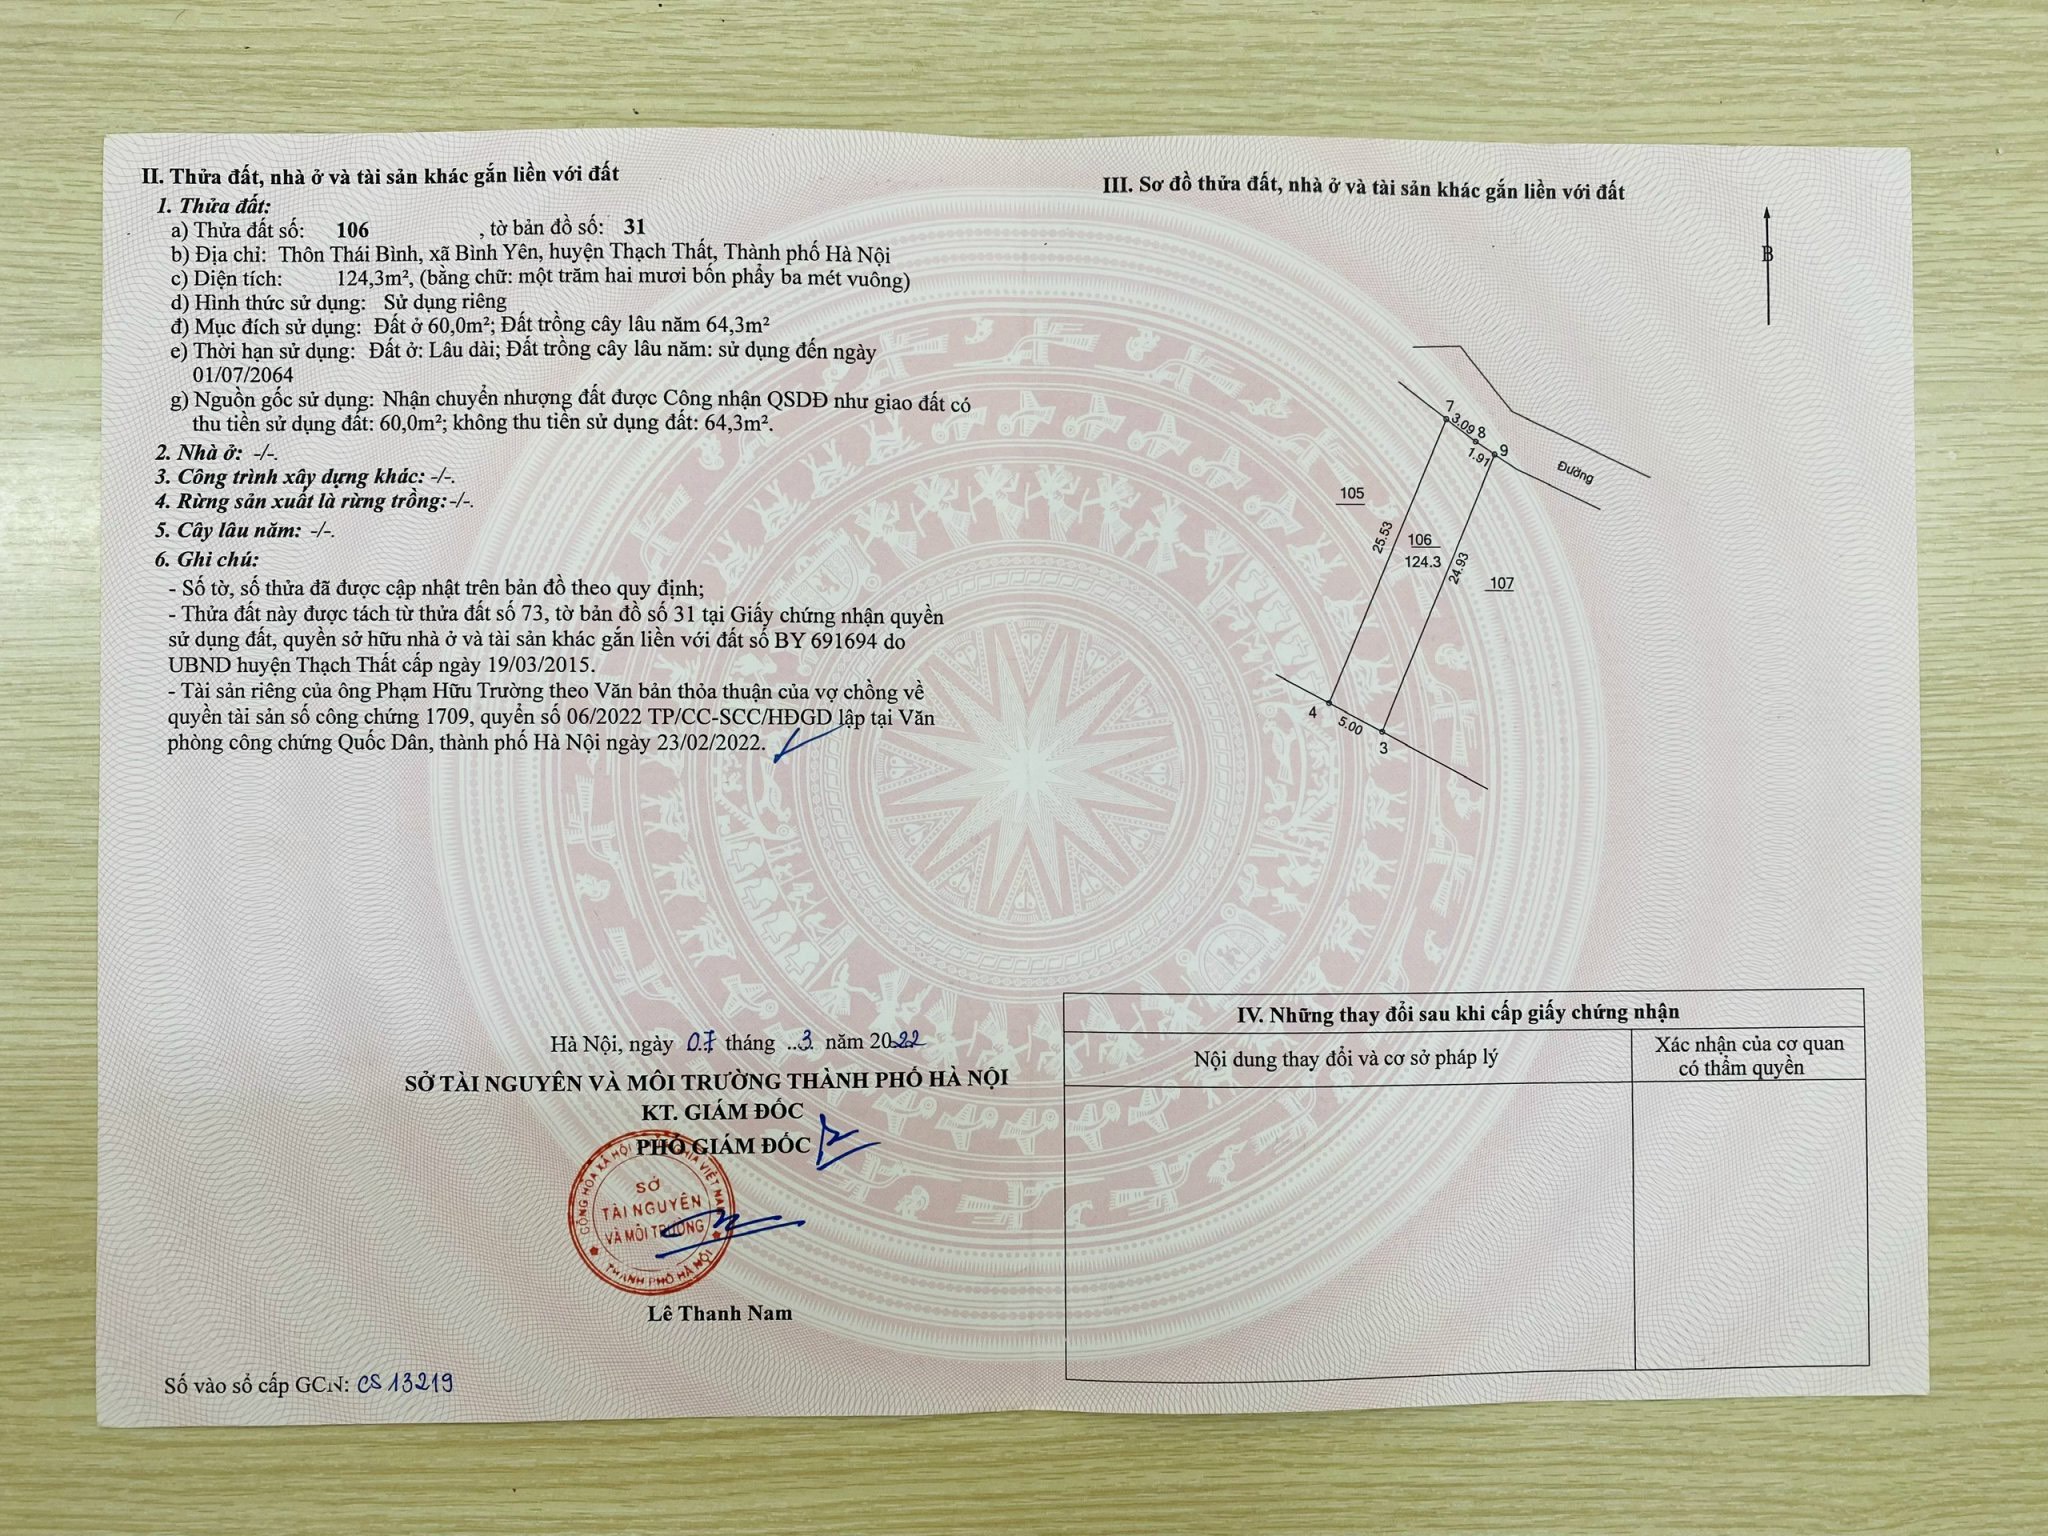 II. Thửa đất, nhà ở và tài sản khác gắn liền với đất
1. Thửa đất:
a) Thửa đất số: 106 , tờ bản đồ số: 31
b) Địa chỉ: Thôn Thái Bình, xã Bình Yên, huyện Thạch Thất, Thành phố Hà Nội
c) Diện tích: 124,3m², (bằng chữ: một trăm hai mươi bốn phẩy ba mét vuông)
d) Hình thức sử dụng: Sử dụng riêng
đ) Mục đích sử dụng: Đất ở 60,0m²; Đất trồng cây lâu năm 64,3m²
e) Thời hạn sử dụng: Đất ở: Lâu dài; Đất trồng cây lâu năm: sử dụng đến ngày
01/07/2064
g) Nguồn gốc sử dụng: Nhận chuyển nhượng đất được Công nhận QSDĐ như giao đất có
thu tiền sử dụng đất: 60,0m²; không thu tiền sử dụng đất: 64,3m².
2. Nhà ở: -/-.
3. Công trình xây dựng khác: -/-.
4. Rừng sản xuất là rừng trồng:-/-.
5. Cây lâu năm: -/-.
6. Ghi chú:
- Số tờ, số thửa đã được cập nhật trên bản đồ theo quy định;
- Thửa đất này được tách từ thửa đất số 73, tờ bản đồ số 31 tại Giấy chứng nhận quyền
sử dụng đất, quyền sở hữu nhà ở và tài sản khác gắn liền với đất số BY 691694 do
UBND huyện Thạch Thất cấp ngày 19/03/2015.
- Tài sản riêng của ông Phạm Hữu Trường theo Văn bản thỏa thuận của vợ chồng về
quyền tài sản số công chứng 1709, quyển số 06/2022 TP/CC-SCC/HĐGD lập tại Văn
phòng công chứng Quốc Dân, thành phố Hà Nội ngày 23/02/2022.
Hà Nội, ngày 07 tháng ..3. năm 2022
SỞ TÀI NGUYÊN VÀ MÔI TRƯỜNG THÀNH PHỐ HÀ NỘI
KT. GIÁM ĐỐC
PHÓ GIÁM ĐỐC
SỞ
TÀI NGUYÊN
VÀ MÔI TRƯỜNG
THÀNH PHỐ HÀ NỘI
Lê Thanh Nam
Số vào sổ cấp GCN: CS 13219
III. Sơ đồ thửa đất, nhà ở và tài sản khác gắn liền với đất
B
7
3.09
8
1.91
9
Đường
105
25.53
106
124.3
24.93
107
4
5.00
3
IV. Những thay đổi sau khi cấp giấy chứng nhận
Nội dung thay đổi và cơ sở pháp lý
Xác nhận của cơ quan
có thẩm quyền